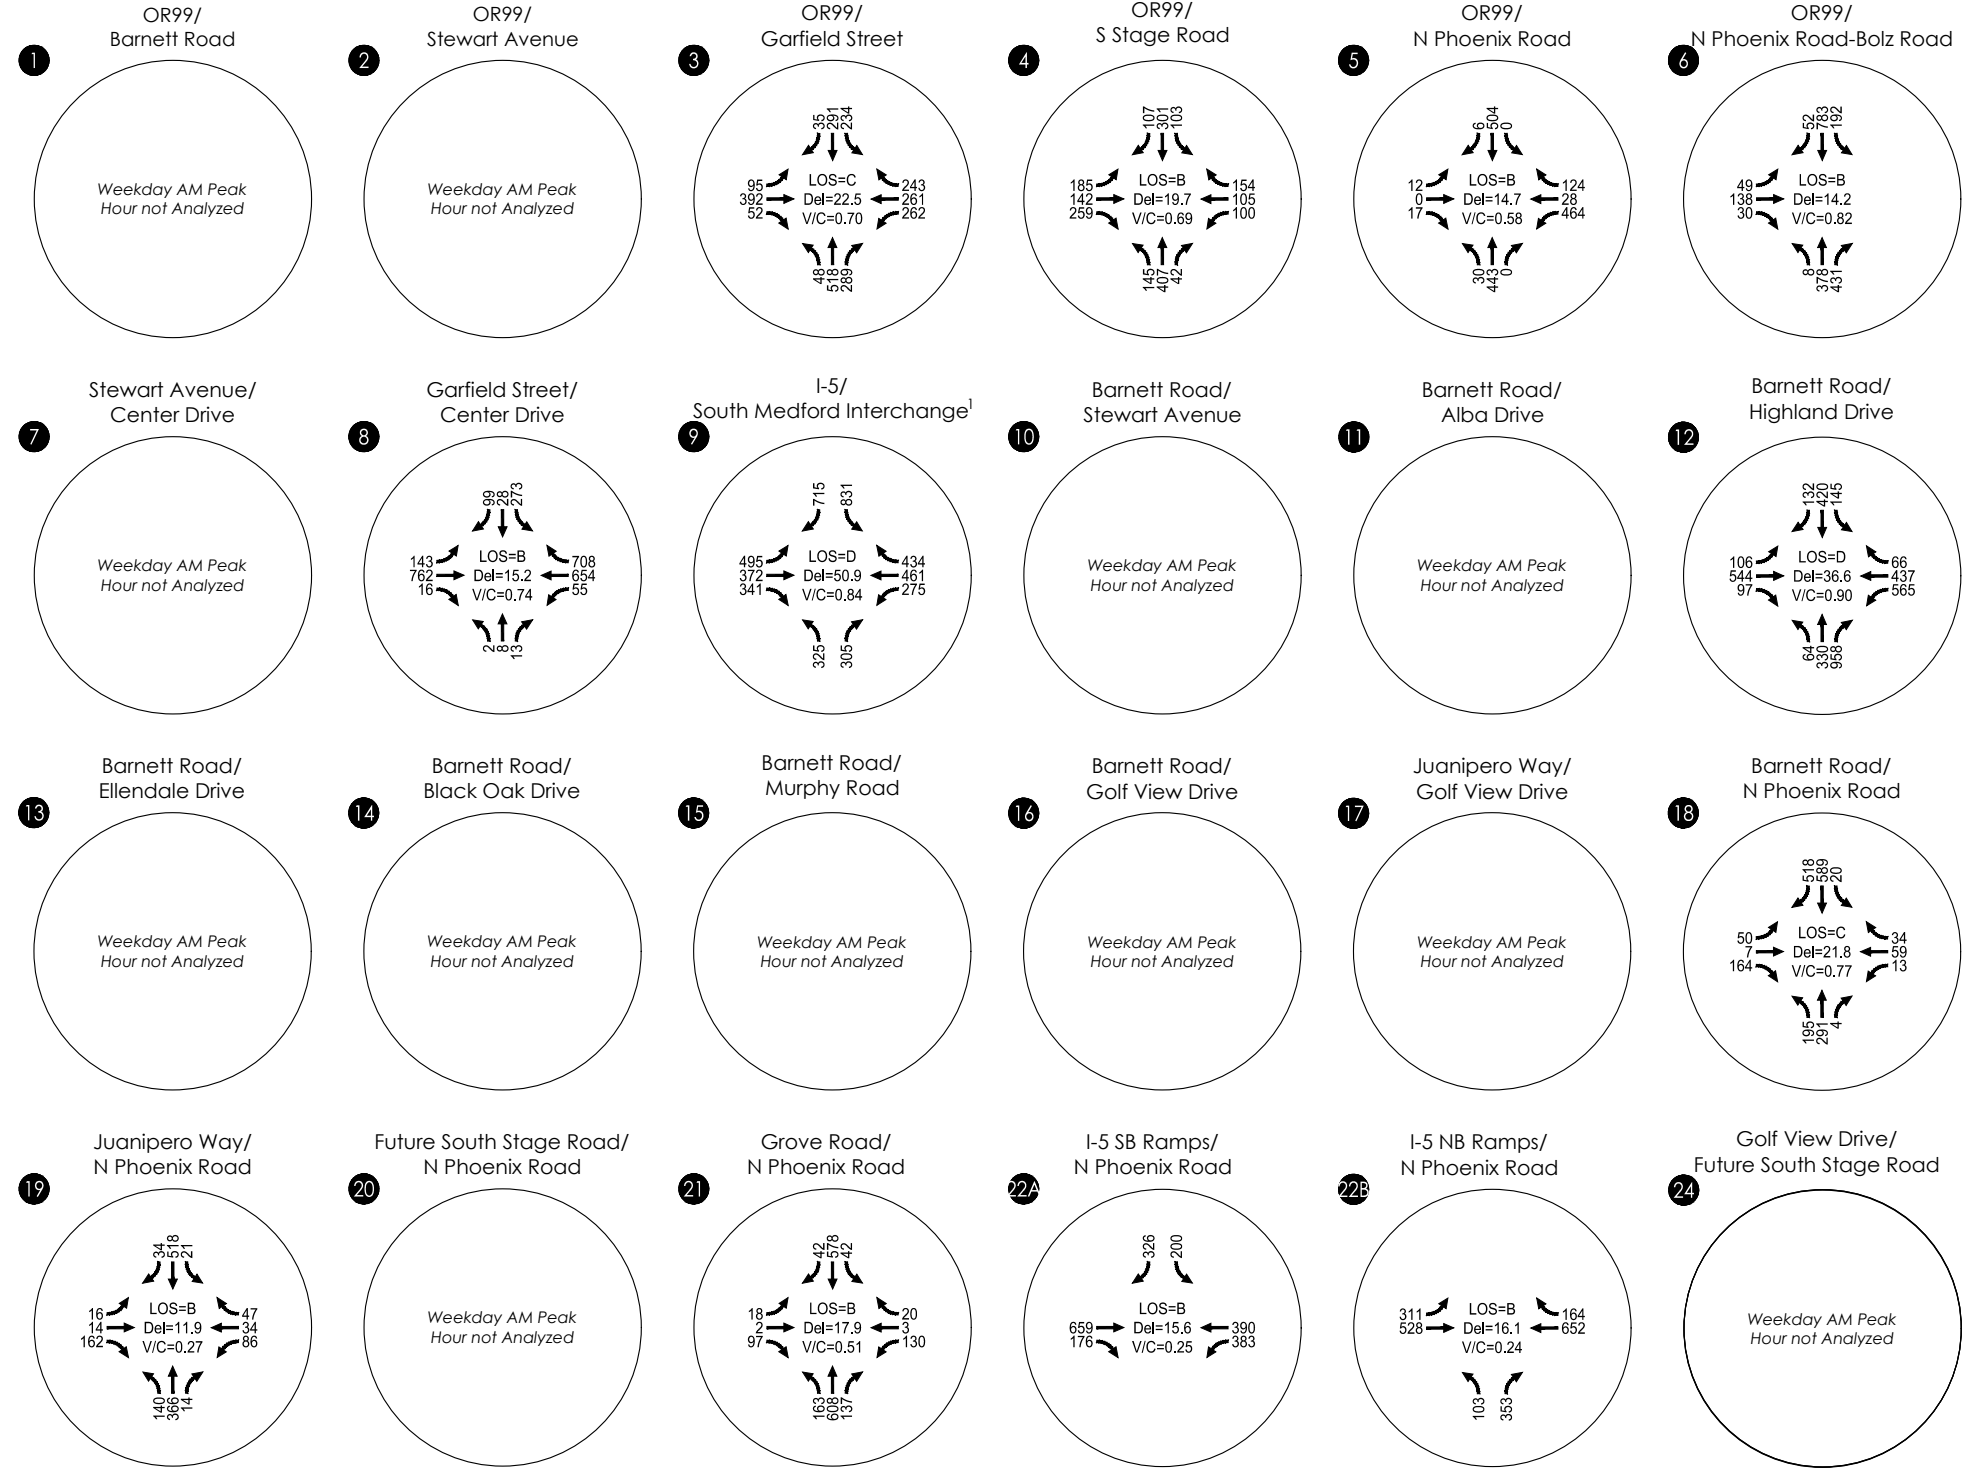 OR99/
Barnett Road
1
Weekday AM Peak
Hour not Analyzed
OR99/
Stewart Avenue
2
Weekday AM Peak
Hour not Analyzed
OR99/
Garfield Street
3
35
291
234
95
392
52
LOS=C
Del=22.5
V/C=0.70
243
261
262
48
518
289
OR99/
S Stage Road
4
107
301
103
185
142
259
LOS=B
Del=19.7
V/C=0.69
154
105
100
145
407
42
OR99/
N Phoenix Road
5
6
504
0
12
0
17
LOS=B
Del=14.7
V/C=0.58
124
28
464
30
443
0
OR99/
N Phoenix Road-Bolz Road
6
52
783
192
49
138
30
LOS=B
Del=14.2
V/C=0.82
8
378
431
Stewart Avenue/
Center Drive
7
Weekday AM Peak
Hour not Analyzed
Garfield Street/
Center Drive
8
99
28
273
143
762
16
LOS=B
Del=15.2
V/C=0.74
708
654
55
2
8
13
I-5/
South Medford Interchange1
9
715
831
495
372
341
LOS=D
Del=50.9
V/C=0.84
434
461
275
325
305
Barnett Road/
Stewart Avenue
10
Weekday AM Peak
Hour not Analyzed
Barnett Road/
Alba Drive
11
Weekday AM Peak
Hour not Analyzed
Barnett Road/
Highland Drive
12
132
420
145
106
544
97
LOS=D
Del=36.6
V/C=0.90
66
437
565
64
330
958
Barnett Road/
Ellendale Drive
13
Weekday AM Peak
Hour not Analyzed
Barnett Road/
Black Oak Drive
14
Weekday AM Peak
Hour not Analyzed
Barnett Road/
Murphy Road
15
Weekday AM Peak
Hour not Analyzed
Barnett Road/
Golf View Drive
16
Weekday AM Peak
Hour not Analyzed
Juanipero Way/
Golf View Drive
17
Weekday AM Peak
Hour not Analyzed
Barnett Road/
N Phoenix Road
18
518
589
20
50
7
164
LOS=C
Del=21.8
V/C=0.77
34
59
13
195
291
4
Juanipero Way/
N Phoenix Road
19
34
518
21
16
14
162
LOS=B
Del=11.9
V/C=0.27
47
34
86
140
366
14
Future South Stage Road/
N Phoenix Road
20
Weekday AM Peak
Hour not Analyzed
Grove Road/
N Phoenix Road
21
42
578
42
18
2
97
LOS=B
Del=17.9
V/C=0.51
20
3
130
163
608
137
I-5 SB Ramps/
N Phoenix Road
22A
326
200
659
176
LOS=B
Del=15.6
V/C=0.25
390
383
I-5 NB Ramps/
N Phoenix Road
22B
311
528
LOS=B
Del=16.1
V/C=0.24
164
652
103
353
Golf View Drive/
Future South Stage Road
24
Weekday AM Peak
Hour not Analyzed